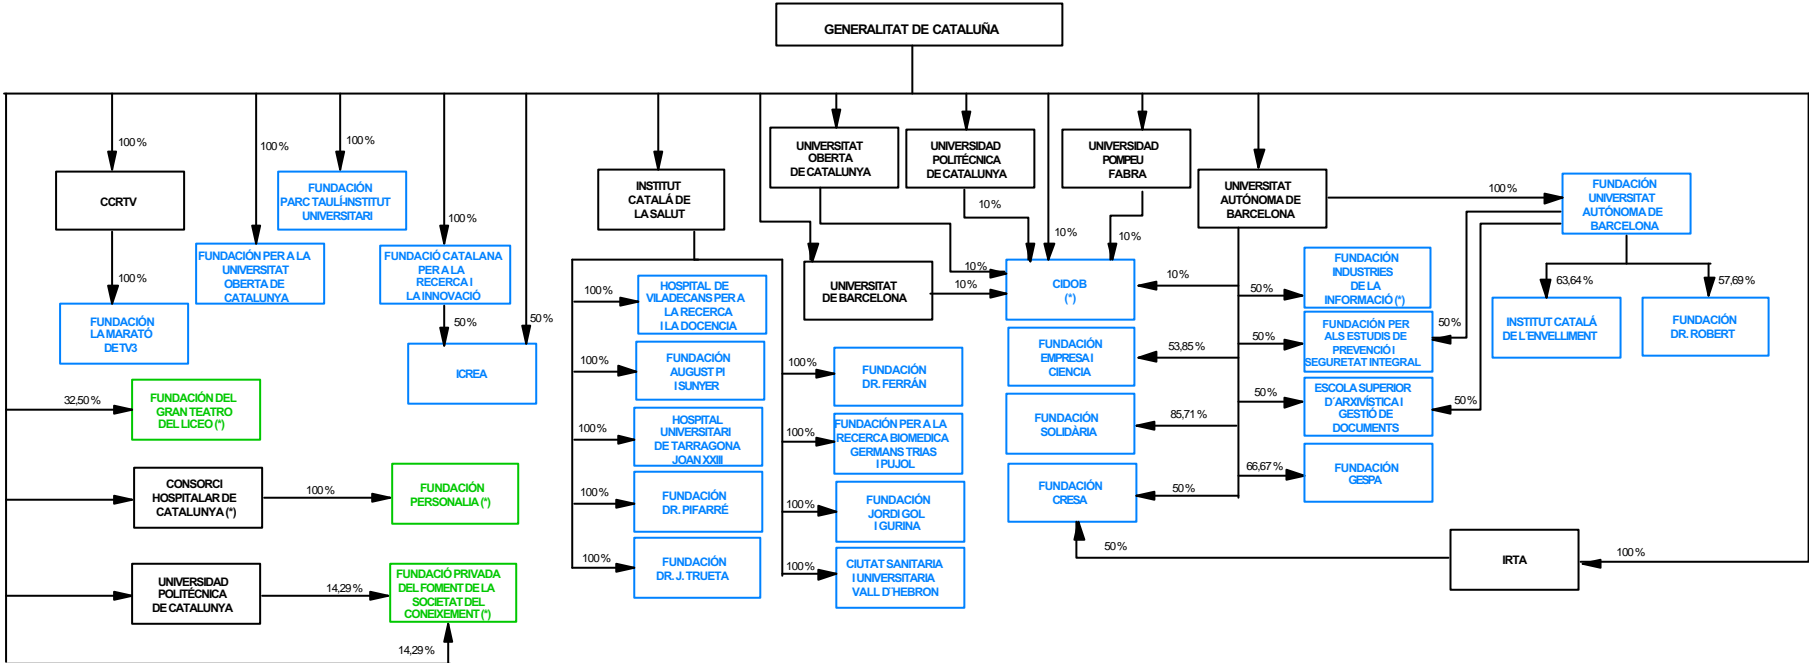 GENERALITAT DE CATALUÑA
100 %
100 %
100 %
100 %
50 %
CCRTV
100 %
FUNDACIÓN
LA MARATÓ
DE TV3
FUNDACIÓN PER A LA
UNIVERSITAT
OBERTA DE
CATALUNYA
FUNDACIÓN
PARC TAULÍ-INSTITUT
UNIVERSITARI
FUNDACIÓ CATALANA
PER A LA
RECERCA I
LA INNOVACIÓ
50 %
ICREA
32,50 %
FUNDACIÓN DEL
GRAN TEATRO
DEL LICEO (*)
CONSORCI
HOSPITALAR DE
CATALUNYA (*)
100 %
FUNDACIÓN
PERSONALIA (*)
UNIVERSIDAD
POLITÉCNICA
DE CATALUNYA
14,29 %
FUNDACIÓ PRIVADA
DEL FOMENT DE LA
SOCIETAT DEL
CONEIXEMENT (*)
14,29 %
INSTITUT
CATALÁ DE
LA SALUT
100 %
HOSPITAL DE
VILADECANS PER A
LA RECERCA
I LA DOCENCIA
100 %
FUNDACIÓN
AUGUST PI
I SUNYER
100 %
HOSPITAL
UNIVERSITARI
DE TARRAGONA
JOAN XXIII
100 %
FUNDACIÓN
DR. PIFARRÉ
100 %
FUNDACIÓN
DR. J. TRUETA
100 %
FUNDACIÓN
DR. FERRÁN
100 %
FUNDACIÓN PER A LA
RECERCA BIOMEDICA
GERMANS TRIAS
I PUJOL
100 %
FUNDACIÓN
JORDI GOL
I GURINA
100 %
CIUTAT SANITARIA
I UNIVERSITARIA
VALL D´HEBRON
UNIVERSITAT
OBERTA
DE CATALUNYA
UNIVERSIDAD
POLITÉCNICA
DE CATALUNYA
UNIVERSIDAD
POMPEU
FABRA
UNIVERSITAT
DE BARCELONA
10 %
10 %
10 %
10 %
10 %
10 %
CIDOB
(*)
53,85 %
FUNDACIÓN
EMPRESA I
CIENCIA
85,71 %
FUNDACIÓN
SOLIDÀRIA
50 %
FUNDACIÓN
CRESA
UNIVERSITAT
AUTÓNOMA DE
BARCELONA
100 %
FUNDACIÓN
UNIVERSITAT
AUTÓNOMA DE
BARCELONA
50 %
FUNDACIÓN
INDUSTRIES
DE LA
INFORMACIÓ (*)
50 %
FUNDACIÓN PER
ALS ESTUDIS DE
PREVENCIÓ I
SEGURETAT INTEGRAL
50 %
50 %
ESCOLA SUPERIOR
D´ARXIVÍSTICA I
GESTIÓ DE
DOCUMENTS
50 %
66,67 %
FUNDACIÓN
GESPA
63,64 %
INSTITUT CATALÁ
DE L´ENVELLIMENT
57,69 %
FUNDACIÓN
DR. ROBERT
50 %
IRTA
100 %